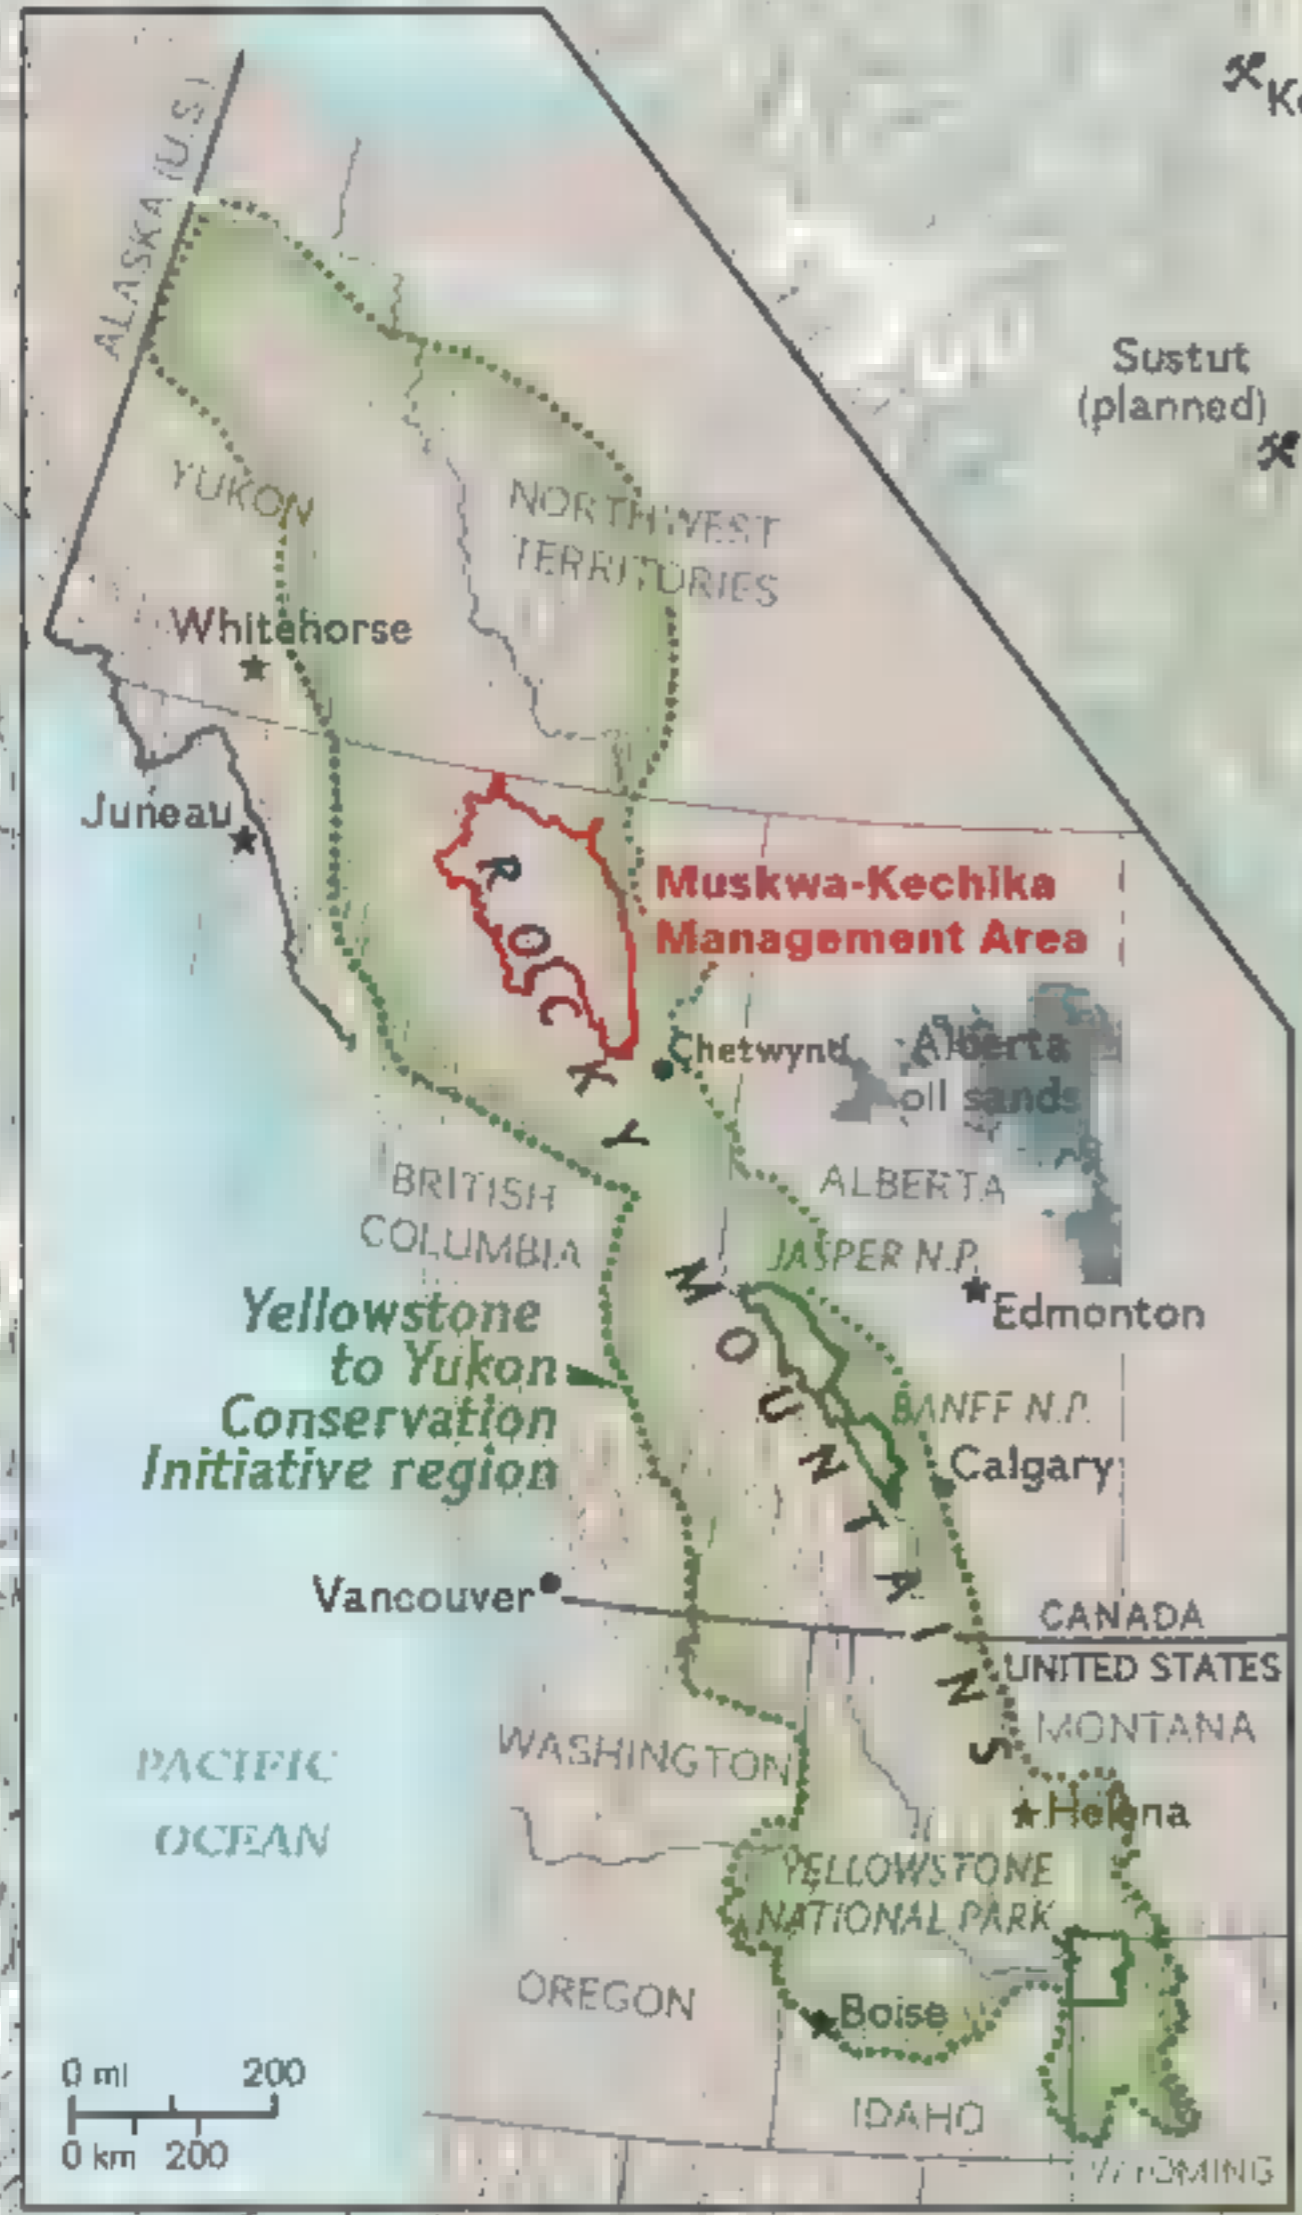 ALASKA (U.S.)
Sustut
(planned)
YUKON
NORTHWEST
TERRITORIES
Whitehorse
Juneau
Muskwa-Kechika
Management Area
ROCKY MOUNTAINS
Chetwynd
Alberta
oil sands
BRITISH
COLUMBIA
ALBERTA
JASPER N.P.
Edmonton
Yellowstone
to Yukon
Conservation
Initiative region
BANFF N.P.
Calgary
Vancouver
CANADA
UNITED STATES
MONTANA
WASHINGTON
PACIFIC
OCEAN
Helena
YELLOWSTONE
NATIONAL PARK
OREGON
Boise
0 mi 200
0 km 200
IDAHO
WYOMING